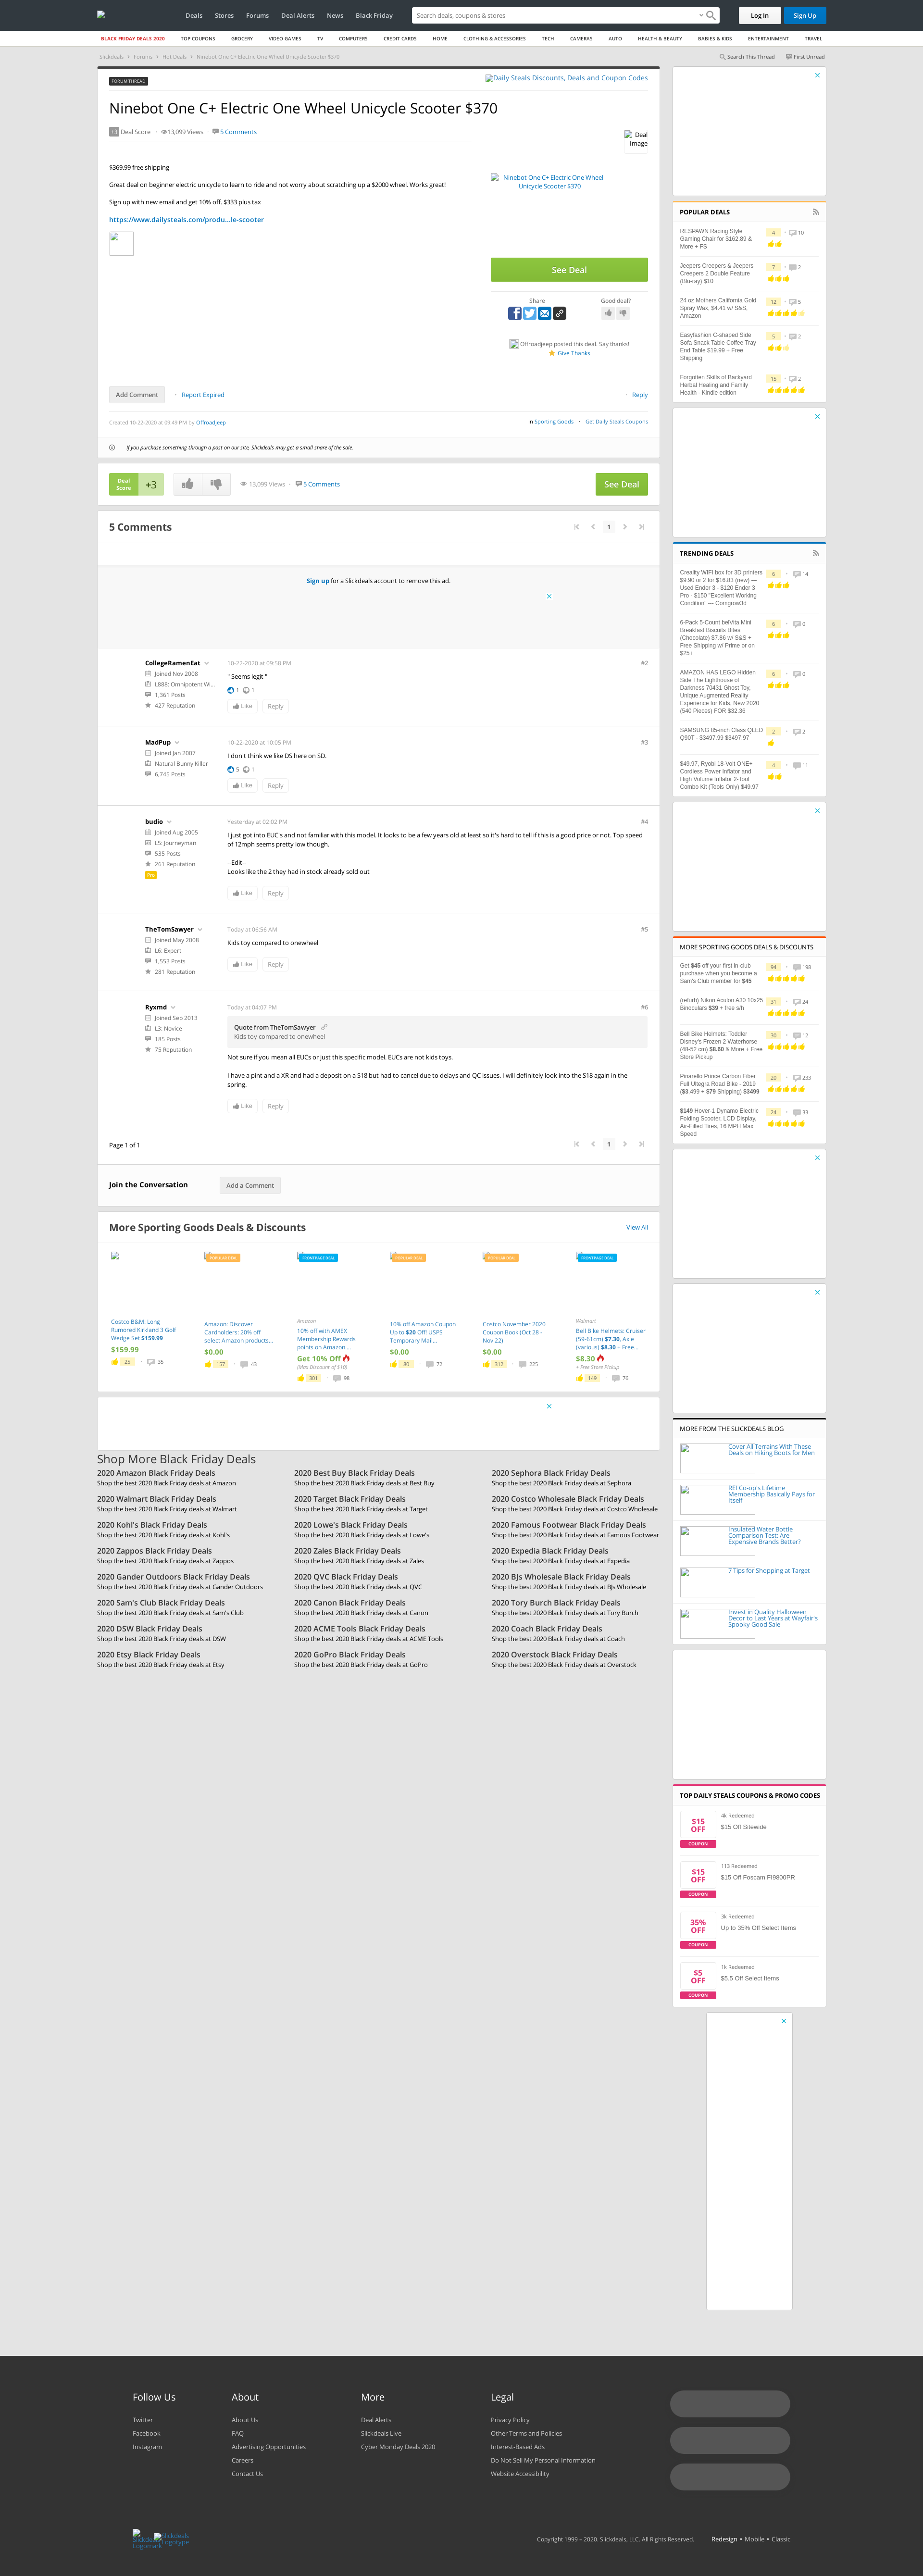 Deals Stores Forums Deal Alerts News Black Friday
Search deals, coupons & stores
Log In
Sign Up
BLACK FRIDAY DEALS 2020 TOP COUPONS GROCERY VIDEO GAMES TV COMPUTERS CREDIT CARDS HOME CLOTHING & ACCESSORIES TECH CAMERAS AUTO HEALTH & BEAUTY BABIES & KIDS ENTERTAINMENT TRAVEL
Slickdeals Forums Hot Deals Ninebot One C+ Electric One Wheel Unicycle Scooter $370
Search This Thread First Unread
FORUM THREAD
Daily Steals Discounts, Deals and Coupon Codes
Ninebot One C+ Electric One Wheel Unicycle Scooter $370
+3 Deal Score 13,099 Views 5 Comments
Deal Image
$369.99 free shipping
Great deal on beginner electric unicycle to learn to ride and not worry about scratching up a $2000 wheel. Works great!
Sign up with new email and get 10% off. $333 plus tax
https://www.dailysteals.com/produ...le-scooter
Ninebot One C+ Electric One Wheel
Unicycle Scooter $370
See Deal
Share
Good deal?
Offroadjeep posted this deal. Say thanks!
Give Thanks
Add Comment
Report Expired
Reply
Created 10-22-2020 at 09:49 PM by Offroadjeep
in Sporting Goods
Get Daily Steals Coupons
If you purchase something through a post on our site, Slickdeals may get a small share of the sale.
Deal
Score
+3
13,099 Views
5 Comments
See Deal
5 Comments
1
Sign up for a Slickdeals account to remove this ad.
CollegeRamenEat
Joined Nov 2008
L888: Omnipotent Wi...
1,361 Posts
427 Reputation
10-22-2020 at 09:58 PM
#2
" Seems legit "
1 1
Like
Reply
MadPup
Joined Jan 2007
Natural Bunny Killer
6,745 Posts
10-22-2020 at 10:05 PM
#3
I don't think we like DS here on SD.
5 1
Like
Reply
budio
Joined Aug 2005
L5: Journeyman
535 Posts
261 Reputation
Pro
Yesterday at 02:02 PM
#4
I just got into EUC's and not familiar with this model. It looks to be a few years old at least so it's hard to tell if this is a good price or not. Top speed
of 12mph seems pretty low though.
--Edit--
Looks like the 2 they had in stock already sold out
Like
Reply
TheTomSawyer
Joined May 2008
L6: Expert
1,553 Posts
281 Reputation
Today at 06:56 AM
#5
Kids toy compared to onewheel
Like
Reply
Ryxmd
Joined Sep 2013
L3: Novice
185 Posts
75 Reputation
Today at 04:07 PM
#6
Quote from TheTomSawyer
Kids toy compared to onewheel
Not sure if you mean all EUCs or just this specific model. EUCs are not kids toys.
I have a pint and a XR and had a deposit on a S18 but had to cancel due to delays and QC issues. I will definitely look into the S18 again in the
spring.
Like
Reply
Page 1 of 1
1
Join the Conversation
Add a Comment
More Sporting Goods Deals & Discounts
View All
Costco B&M: Long
Rumored Kirkland 3 Golf
Wedge Set $159.99
$159.99
25 35
POPULAR DEAL
Amazon: Discover
Cardholders: 20% off
select Amazon products...
$0.00
157 43
FRONTPAGE DEAL
Amazon
10% off with AMEX
Membership Rewards
points on Amazon....
Get 10% Off
(Max Discount of $10)
301 98
POPULAR DEAL
10% off Amazon Coupon
Up to $20 Off! USPS
Temporary Mail...
$0.00
80 72
POPULAR DEAL
Costco November 2020
Coupon Book (Oct 28 -
Nov 22)
$0.00
312 225
FRONTPAGE DEAL
Walmart
Bell Bike Helmets: Cruiser
(59-61cm) $7.30, Axle
(various) $8.30 + Free...
$8.30
+ Free Store Pickup
149 76
Shop More Black Friday Deals
2020 Amazon Black Friday Deals
Shop the best 2020 Black Friday deals at Amazon
2020 Best Buy Black Friday Deals
Shop the best 2020 Black Friday deals at Best Buy
2020 Sephora Black Friday Deals
Shop the best 2020 Black Friday deals at Sephora
2020 Walmart Black Friday Deals
Shop the best 2020 Black Friday deals at Walmart
2020 Target Black Friday Deals
Shop the best 2020 Black Friday deals at Target
2020 Costco Wholesale Black Friday Deals
Shop the best 2020 Black Friday deals at Costco Wholesale
2020 Kohl's Black Friday Deals
Shop the best 2020 Black Friday deals at Kohl's
2020 Lowe's Black Friday Deals
Shop the best 2020 Black Friday deals at Lowe's
2020 Famous Footwear Black Friday Deals
Shop the best 2020 Black Friday deals at Famous Footwear
2020 Zappos Black Friday Deals
Shop the best 2020 Black Friday deals at Zappos
2020 Zales Black Friday Deals
Shop the best 2020 Black Friday deals at Zales
2020 Expedia Black Friday Deals
Shop the best 2020 Black Friday deals at Expedia
2020 Gander Outdoors Black Friday Deals
Shop the best 2020 Black Friday deals at Gander Outdoors
2020 QVC Black Friday Deals
Shop the best 2020 Black Friday deals at QVC
2020 BJs Wholesale Black Friday Deals
Shop the best 2020 Black Friday deals at BJs Wholesale
2020 Sam's Club Black Friday Deals
Shop the best 2020 Black Friday deals at Sam's Club
2020 Canon Black Friday Deals
Shop the best 2020 Black Friday deals at Canon
2020 Tory Burch Black Friday Deals
Shop the best 2020 Black Friday deals at Tory Burch
2020 DSW Black Friday Deals
Shop the best 2020 Black Friday deals at DSW
2020 ACME Tools Black Friday Deals
Shop the best 2020 Black Friday deals at ACME Tools
2020 Coach Black Friday Deals
Shop the best 2020 Black Friday deals at Coach
2020 Etsy Black Friday Deals
Shop the best 2020 Black Friday deals at Etsy
2020 GoPro Black Friday Deals
Shop the best 2020 Black Friday deals at GoPro
2020 Overstock Black Friday Deals
Shop the best 2020 Black Friday deals at Overstock
POPULAR DEALS
RESPAWN Racing Style
Gaming Chair for $162.89 &
More + FS
4 10
Jeepers Creepers & Jeepers
Creepers 2 Double Feature
(Blu-ray) $10
7 2
24 oz Mothers California Gold
Spray Wax, $4.41 w/ S&S,
Amazon
12 5
Easyfashion C-shaped Side
Sofa Snack Table Coffee Tray
End Table $19.99 + Free
Shipping
5 2
Forgotten Skills of Backyard
Herbal Healing and Family
Health - Kindle edition
15 2
TRENDING DEALS
Creality WIFI box for 3D printers
$9.90 or 2 for $16.83 (new) —
Used Ender 3 - $120 Ender 3
Pro - $150 "Excellent Working
Condition" — Comgrow3d
6 14
6-Pack 5-Count belVita Mini
Breakfast Biscuits Bites
(Chocolate) $7.86 w/ S&S +
Free Shipping w/ Prime or on
$25+
6 0
AMAZON HAS LEGO Hidden
Side The Lighthouse of
Darkness 70431 Ghost Toy,
Unique Augmented Reality
Experience for Kids, New 2020
(540 Pieces) FOR $32.36
6 0
SAMSUNG 85-inch Class QLED
Q90T - $3497.99 $3497.97
2 2
$49.97, Ryobi 18-Volt ONE+
Cordless Power Inflator and
High Volume Inflator 2-Tool
Combo Kit (Tools Only) $49.97
4 11
MORE SPORTING GOODS DEALS & DISCOUNTS
Get $45 off your first in-club
purchase when you become a
Sam's Club member for $45
94 198
(refurb) Nikon Aculon A30 10x25
Binoculars $39 + free s/h
31 24
Bell Bike Helmets: Toddler
Disney's Frozen 2 Waterhorse
(48-52 cm) $8.60 & More + Free
Store Pickup
30 12
Pinarello Prince Carbon Fiber
Full Ultegra Road Bike - 2019
($3,499 + $79 Shipping) $3499
20 233
$149 Hover-1 Dynamo Electric
Folding Scooter, LCD Display,
Air-Filled Tires, 16 MPH Max
Speed
24 33
MORE FROM THE SLICKDEALS BLOG
Cover All Terrains With These
Deals on Hiking Boots for Men
REI Co-op's Lifetime
Membership Basically Pays for
Itself
Insulated Water Bottle
Comparison Test: Are
Expensive Brands Better?
7 Tips for Shopping at Target
Invest in Quality Halloween
Decor to Last Years at Wayfair's
Spooky Good Sale
TOP DAILY STEALS COUPONS & PROMO CODES
$15
OFF
COUPON
4k Redeemed
$15 Off Sitewide
$15
OFF
COUPON
113 Redeemed
$15 Off Foscam FI9800PR
35%
OFF
COUPON
3k Redeemed
Up to 35% Off Select Items
$5
OFF
COUPON
1k Redeemed
$5.5 Off Select Items
Follow Us
Twitter
Facebook
Instagram
About
About Us
FAQ
Advertising Opportunities
Careers
Contact Us
More
Deal Alerts
Slickdeals Live
Cyber Monday Deals 2020
Legal
Privacy Policy
Other Terms and Policies
Interest-Based Ads
Do Not Sell My Personal Information
Website Accessibility
Slickdeals
Logotype
Copyright 1999 - 2020. Slickdeals, LLC. All Rights Reserved.
Redesign • Mobile • Classic